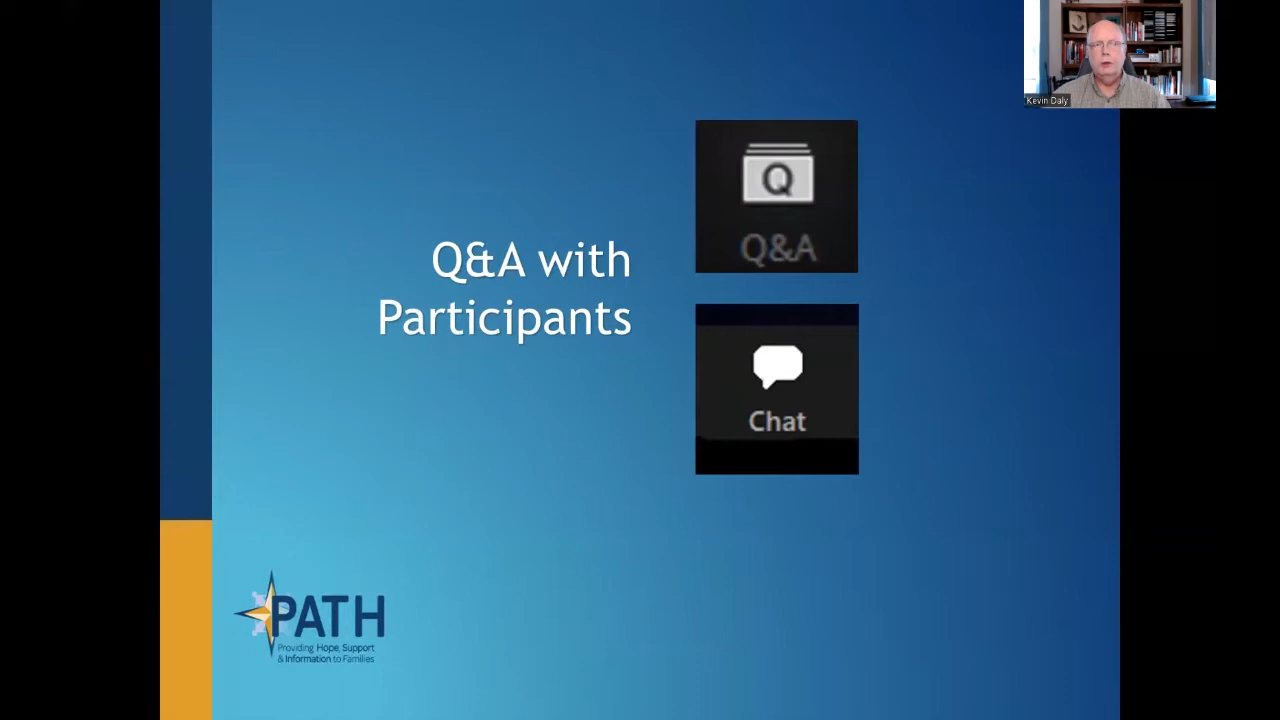 Kevin Daly
Q
Q&A
Q&A with
Participants
Chat
PATH
Providing Hope, Support
& Information to Families